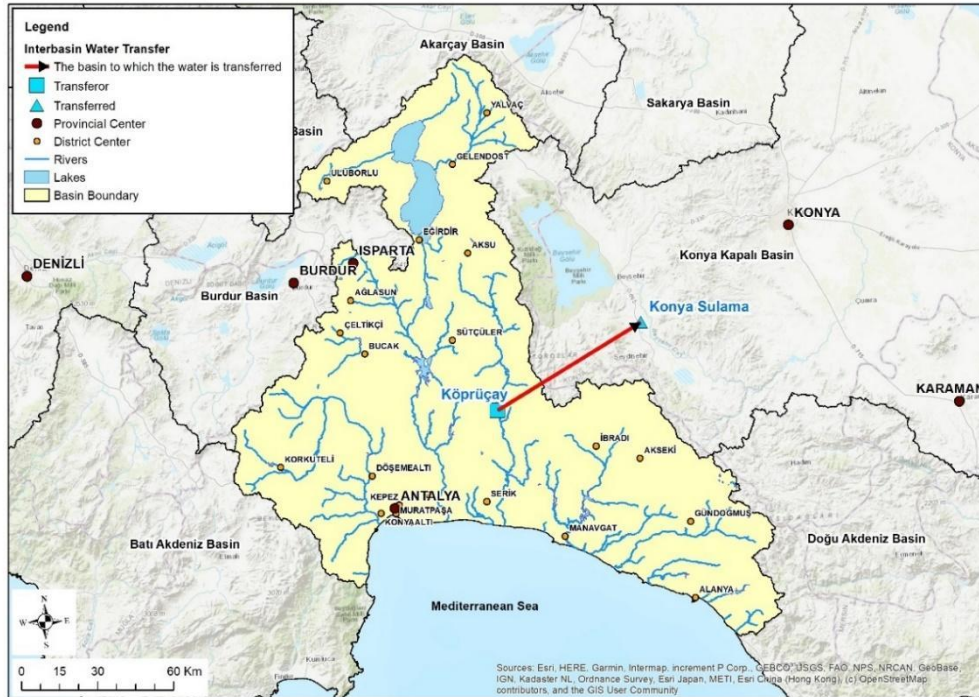 Legend
Interbasin Water Transfer
The basin to which the water is transferred
Transferor
Transferred
Provincial Center
District Center
Rivers
Lakes
Basin Boundary
Akarçay Basin
Sakarya Basin
Basin
YALVAÇ
GELENDOST
ULUBORLU
EĞİRDİR
AKSU
KONYA
Konya Kapalı Basin
ISPARTA
DENİZLİ
BURDUR
Burdur Basin
AĞLASUN
Konya Sulama
ÇELTİKÇİ
SÜTÇÜLER
BUCAK
Köprüçay
KARAMAN
İBRADI
AKSEKİ
KORKUTELİ
DÖŞEMEALTI
KEPEZ
ANTALYA
MURATPAŞA
KONYAALTI
SERİK
GÜNDOĞMUŞ
MANAVGAT
Batı Akdeniz Basin
Doğu Akdeniz Basin
ALANYA
Mediterranean Sea
N
W E
S
0 15 30 60 Km
Sources: Esri, HERE, Garmin, Intermap, increment P Corp., GEBCO, USGS, FAO, NPS, NRCAN, GeoBase,
IGN, Kadaster NL, Ordnance Survey, Esri Japan, METI, Esri China (Hong Kong), (c) OpenStreetMap
contributors, and the GIS User Community